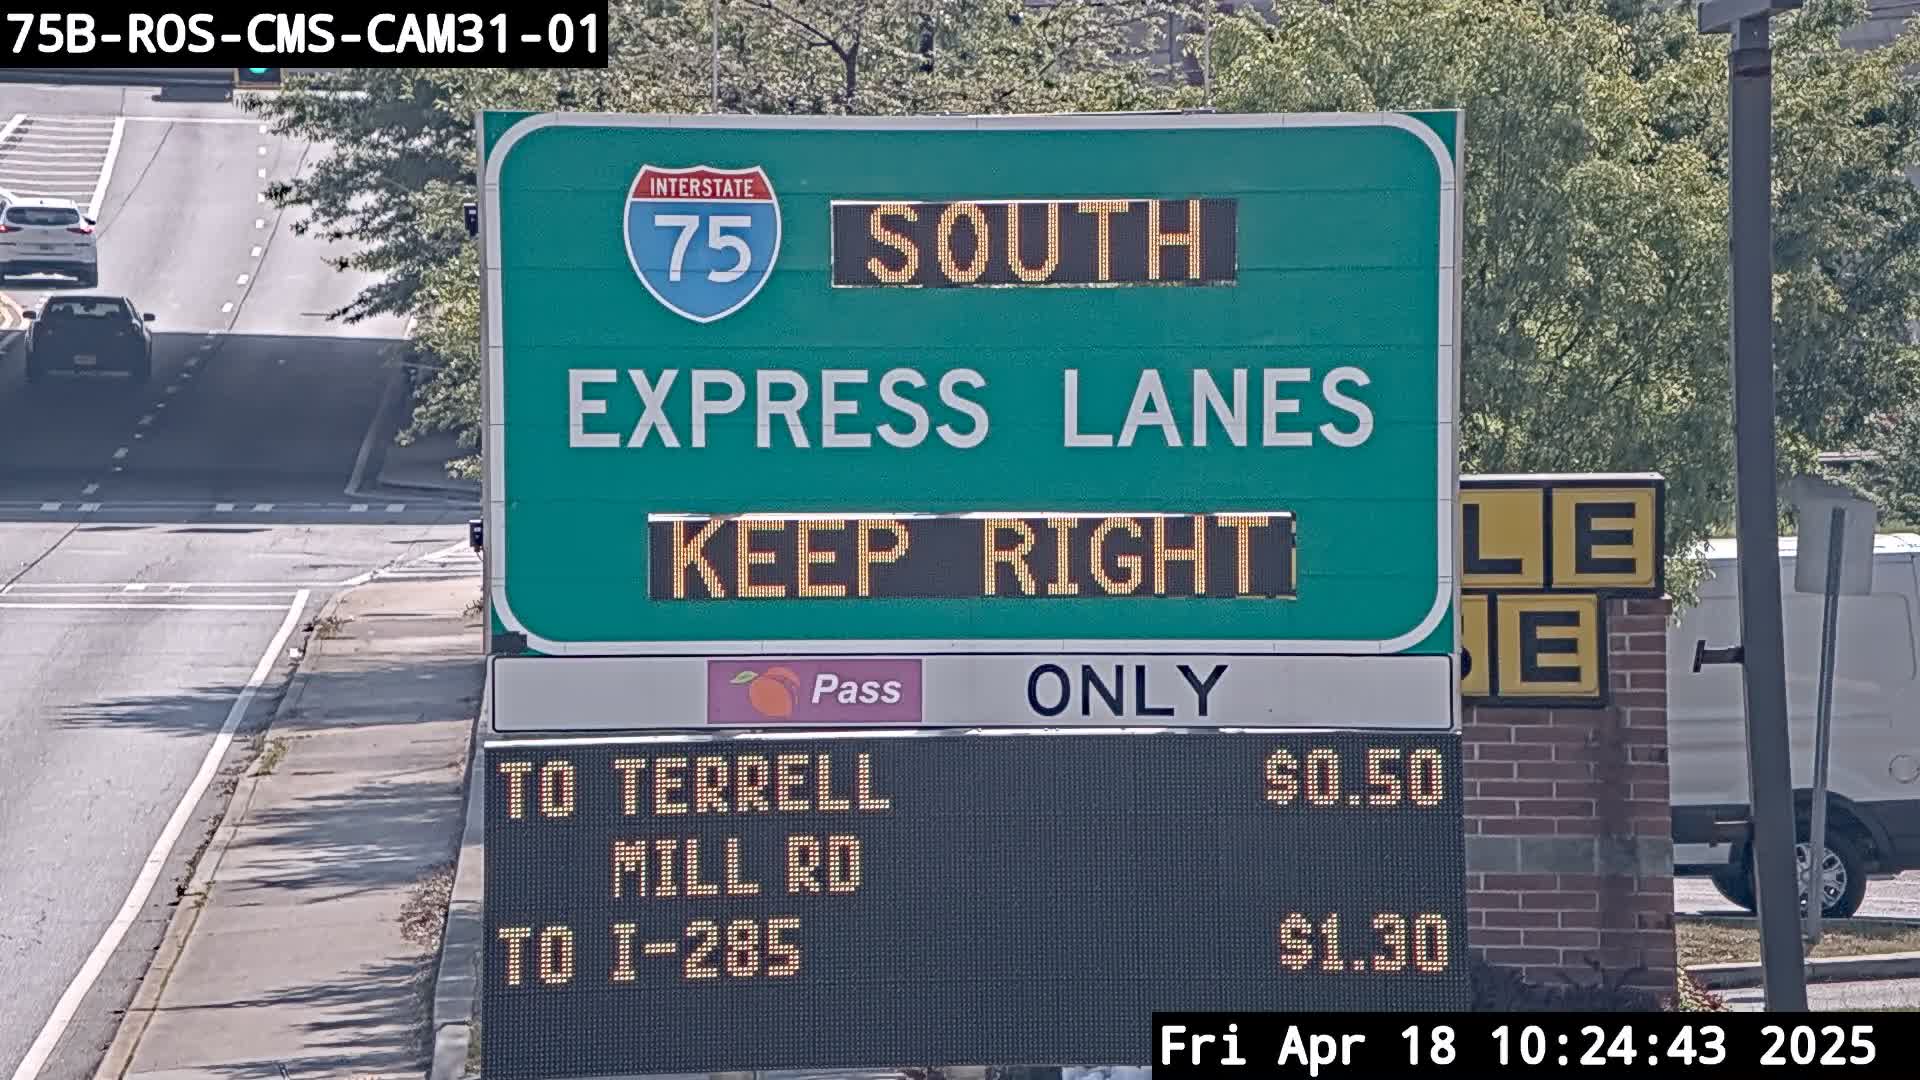 75B-ROS-CMS-CAM31-01
INTERSTATE
75
SOUTH
EXPRESS LANES
KEEP RIGHT
Pass ONLY
TO TERRELL $0.50
MILL RD
TO I-285 $1.30
LE
E
Fri Apr 18 10:24:43 2025